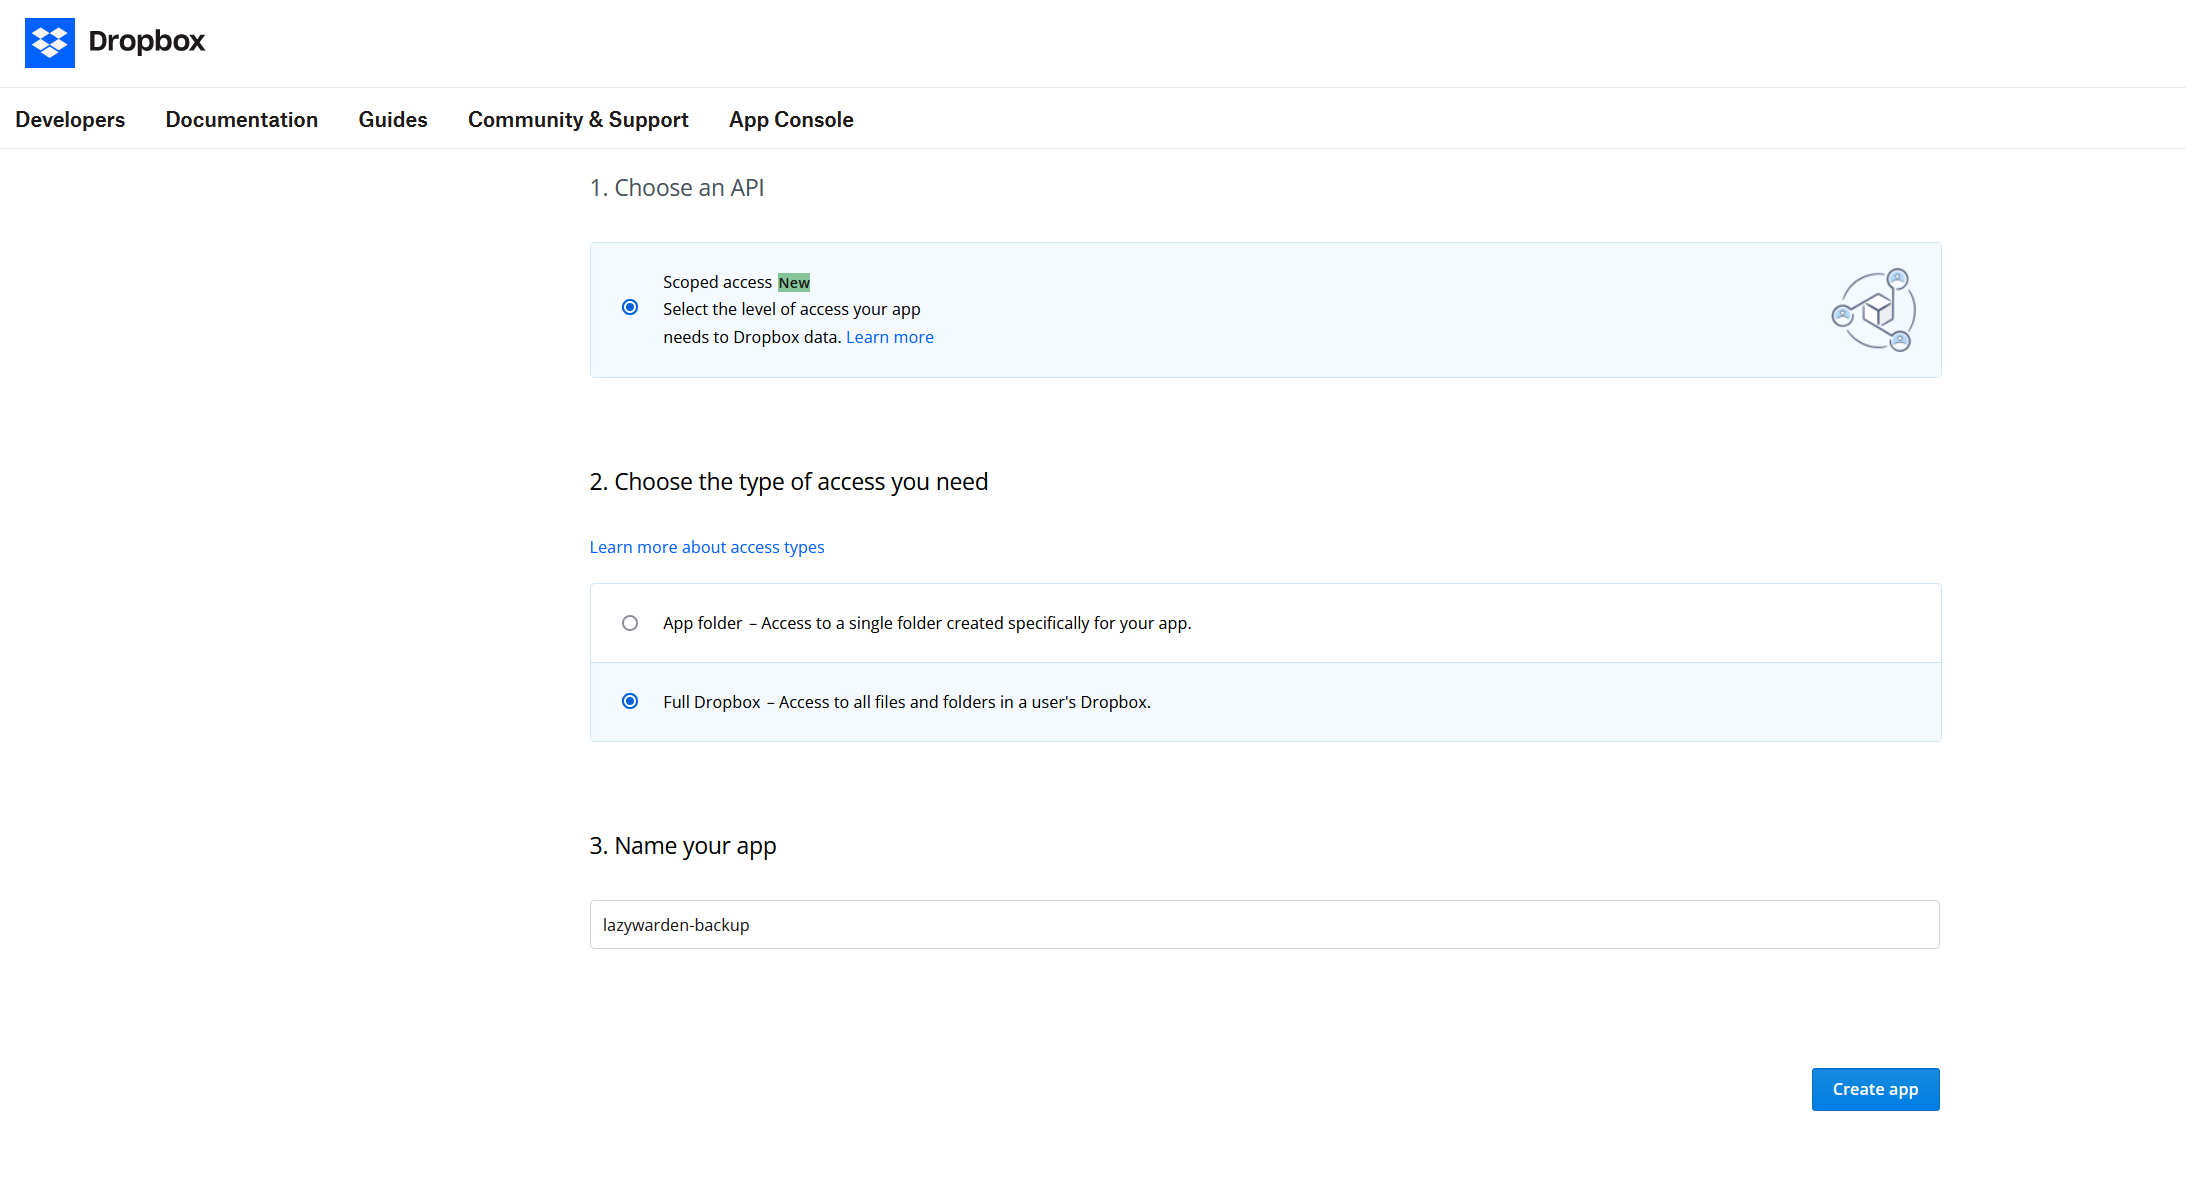 Dropbox
Developers Documentation Guides Community & Support App Console
1. Choose an API
Scoped access New
Select the level of access your app
needs to Dropbox data. Learn more
2. Choose the type of access you need
Learn more about access types
App folder – Access to a single folder created specifically for your app.
Full Dropbox – Access to all files and folders in a user's Dropbox.
3. Name your app
lazywarden-backup
Create app